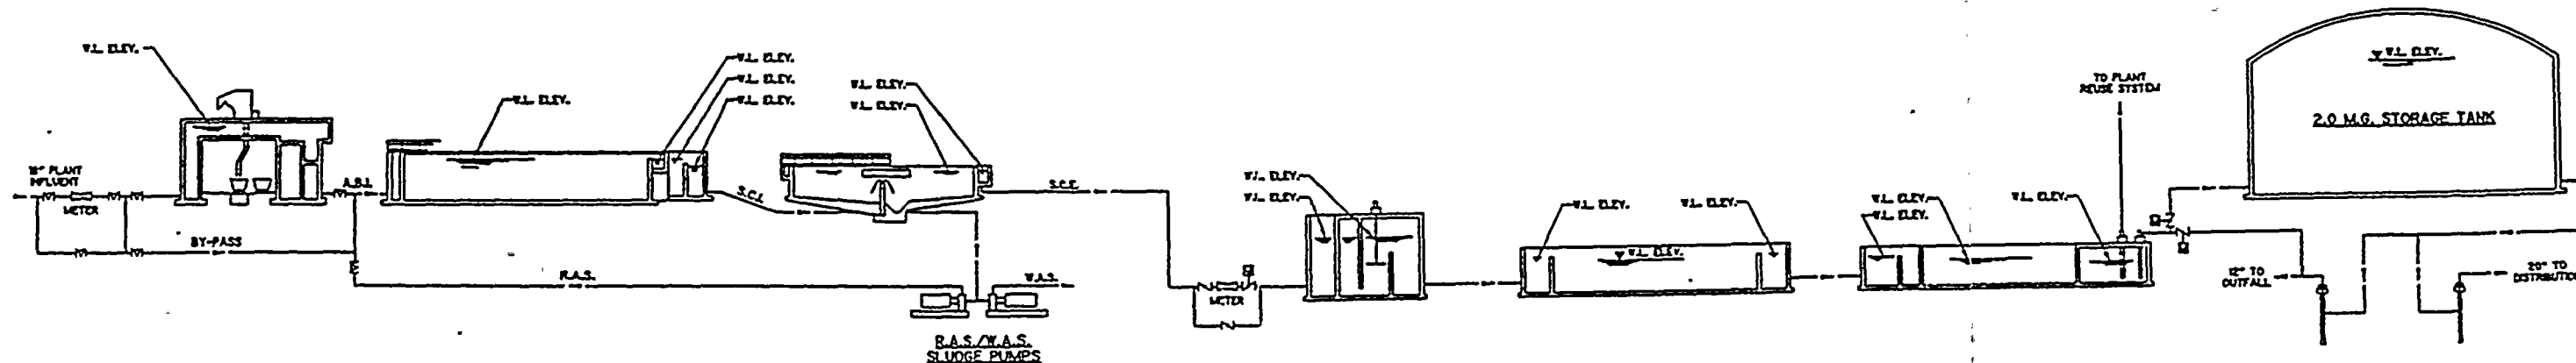 W.L. ELEV.
18" PLANT
INFLUENT
METER
BY-PASS
A.B.I.
W.L. ELEV.
W.L. ELEV.
W.L. ELEV.
W.L. ELEV.
S.C.I.
W.L. ELEV.
W.L. ELEV.
S.C.E.
R.A.S.
W.A.S.
R.A.S./W.A.S.
SLUDGE PUMPS
METER
W.L. ELEV.
W.L. ELEV.
W.L. ELEV.
W.L. ELEV.
W.L. ELEV.
W.L. ELEV.
W.L. ELEV.
W.L. ELEV.
TO PLANT
REUSE SYSTEM
W.L. ELEV.
2.0 M.G. STORAGE TANK
12" TO
OUTFALL
20" TO
DISTRIBUTION